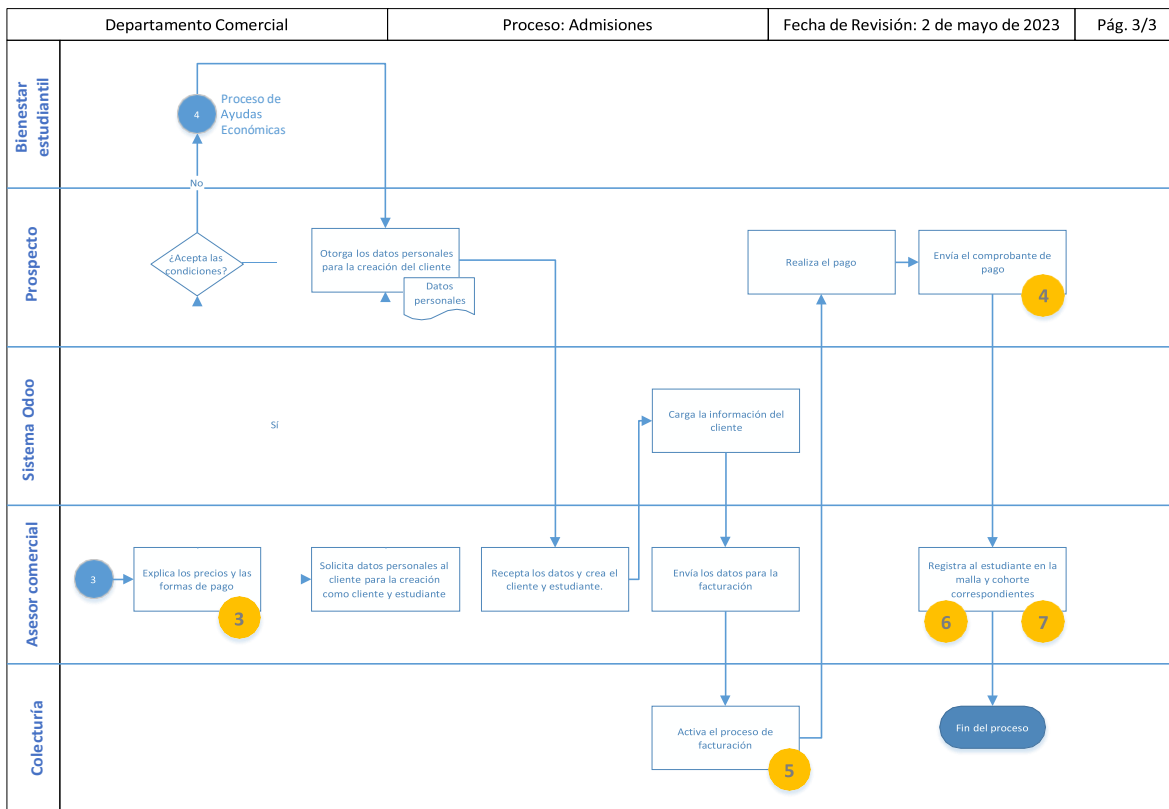 Departamento Comercial
Proceso: Admisiones
Fecha de Revisión: 2 de mayo de 2023
Pág. 3/3
Bienestar
estudiantil
4
Proceso de
Ayudas
Económicas
No
Prospecto
¿Acepta las
condiciones?
Otorga los datos personales
para la creación del cliente
Datos
personales
Realiza el pago
Envía el comprobante de
pago
4
Sistema Odoo
Sí
Carga la información del
cliente
Asesor comercial
3
Explica los precios y las
formas de pago
3
Solicita datos personales al
cliente para la creación
como cliente y estudiante
Recepta los datos y crea el
cliente y estudiante.
Envía los datos para la
facturación
Registra al estudiante en la
malla y cohorte
correspondientes
6
7
Colecturía
Activa el proceso de
facturación
5
Fin del proceso